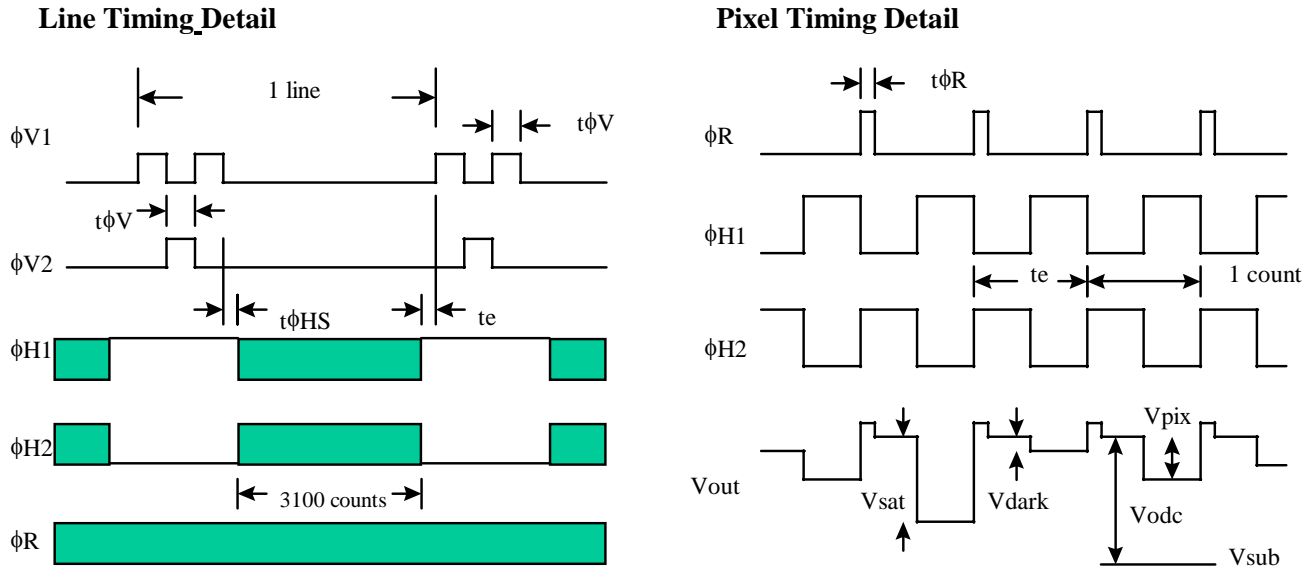 Line Timing Detail
1 line
ϕV1
tϕV
tϕV
ϕV2
tϕHS
te
ϕH1
ϕH2
3100 counts
ϕR
Pixel Timing Detail
tϕR
ϕR
ϕH1
te
1 count
ϕH2
Vpix
Vout
Vsat
Vdark
Vodc
Vsub